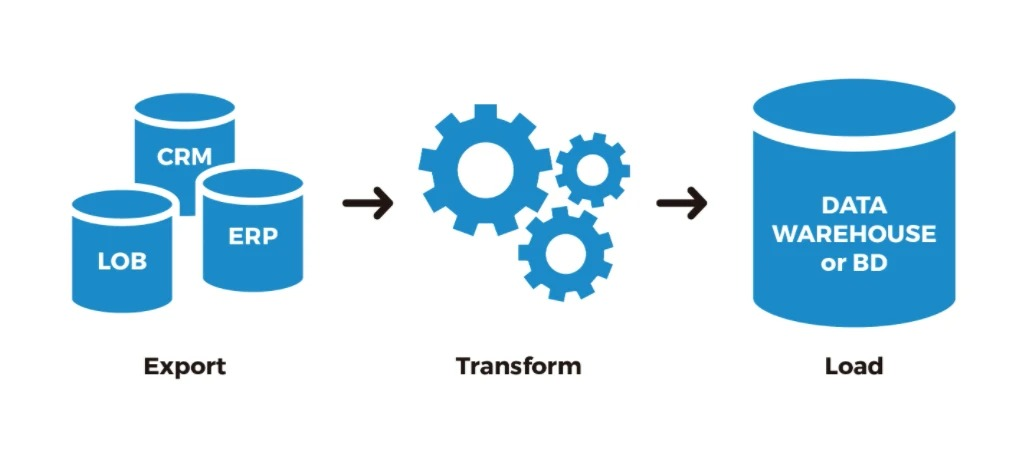 CRM
LOB
ERP
DATA
WAREHOUSE
or BD
Export
Transform
Load